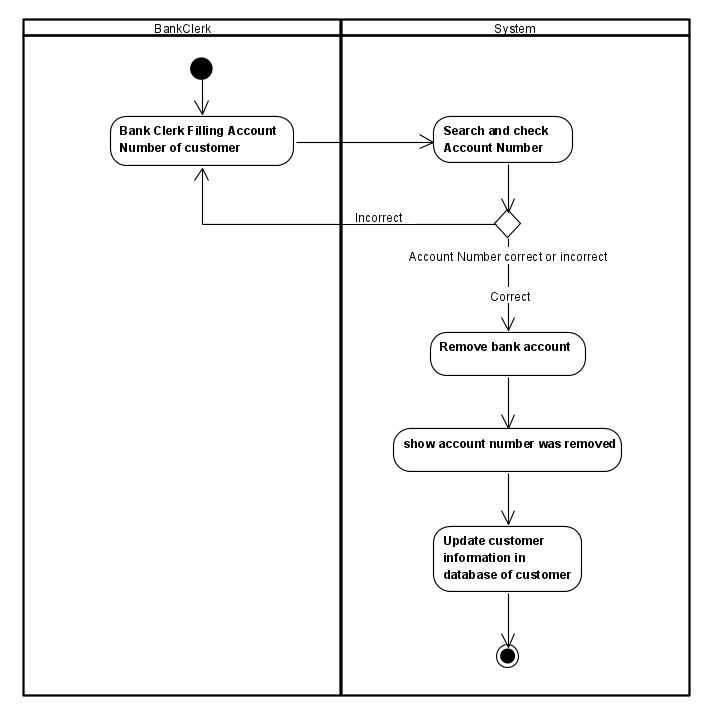 BankClerk
System
Bank Clerk Filling Account
Number of customer
Search and check
Account Number
Incorrect
Account Number correct or incorrect
Correct
Remove bank account
show account number was removed
Update customer
information in
database of customer